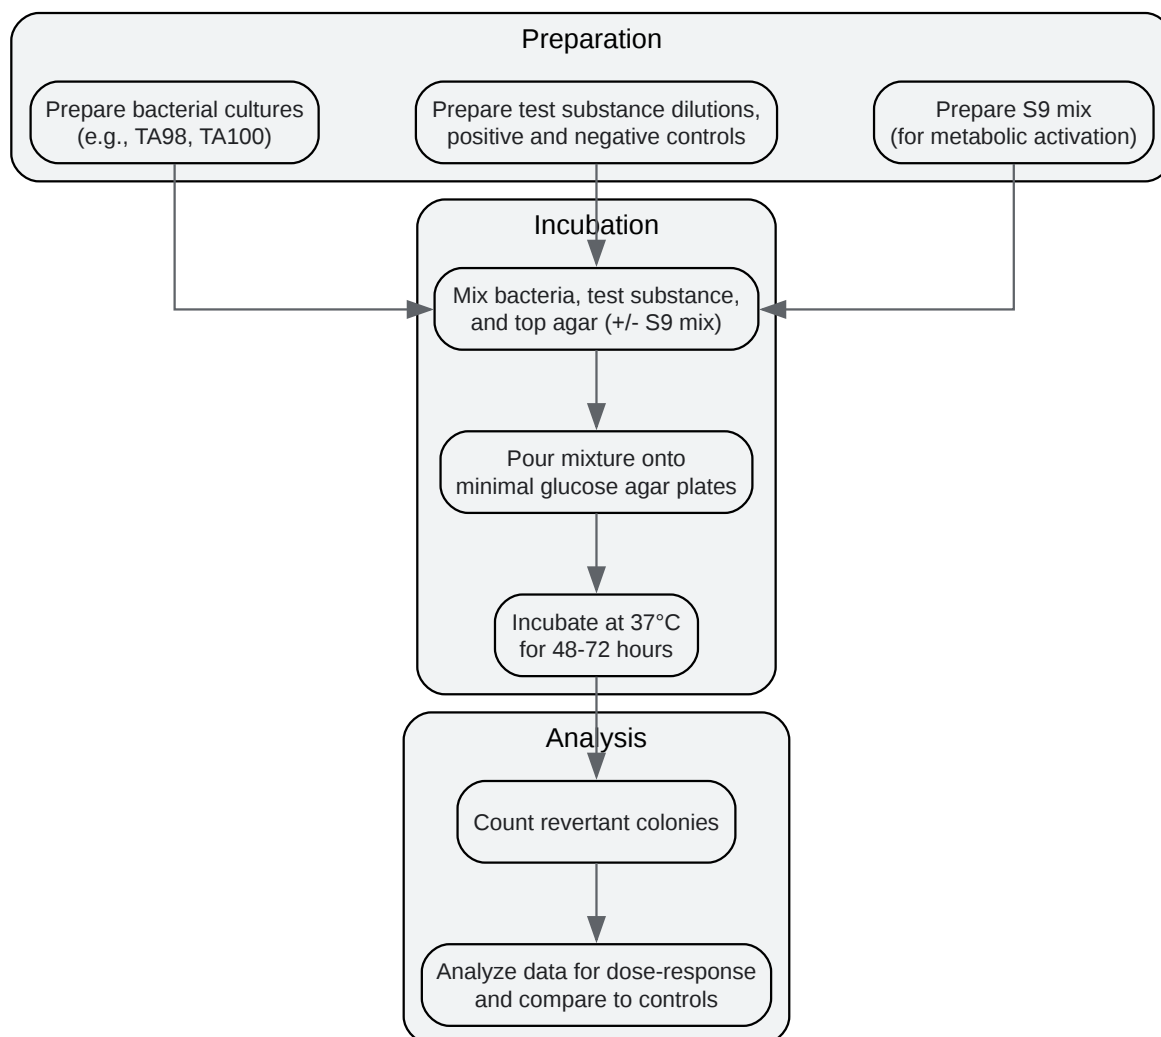 Preparation
Prepare bacterial cultures
(e.g., TA98, TA100)
Prepare test substance dilutions,
positive and negative controls
Prepare S9 mix
(for metabolic activation)
Incubation
Mix bacteria, test substance,
and top agar (+/- S9 mix)
Pour mixture onto
minimal glucose agar plates
Incubate at 37°C
for 48-72 hours
Analysis
Count revertant colonies
Analyze data for dose-response
and compare to controls